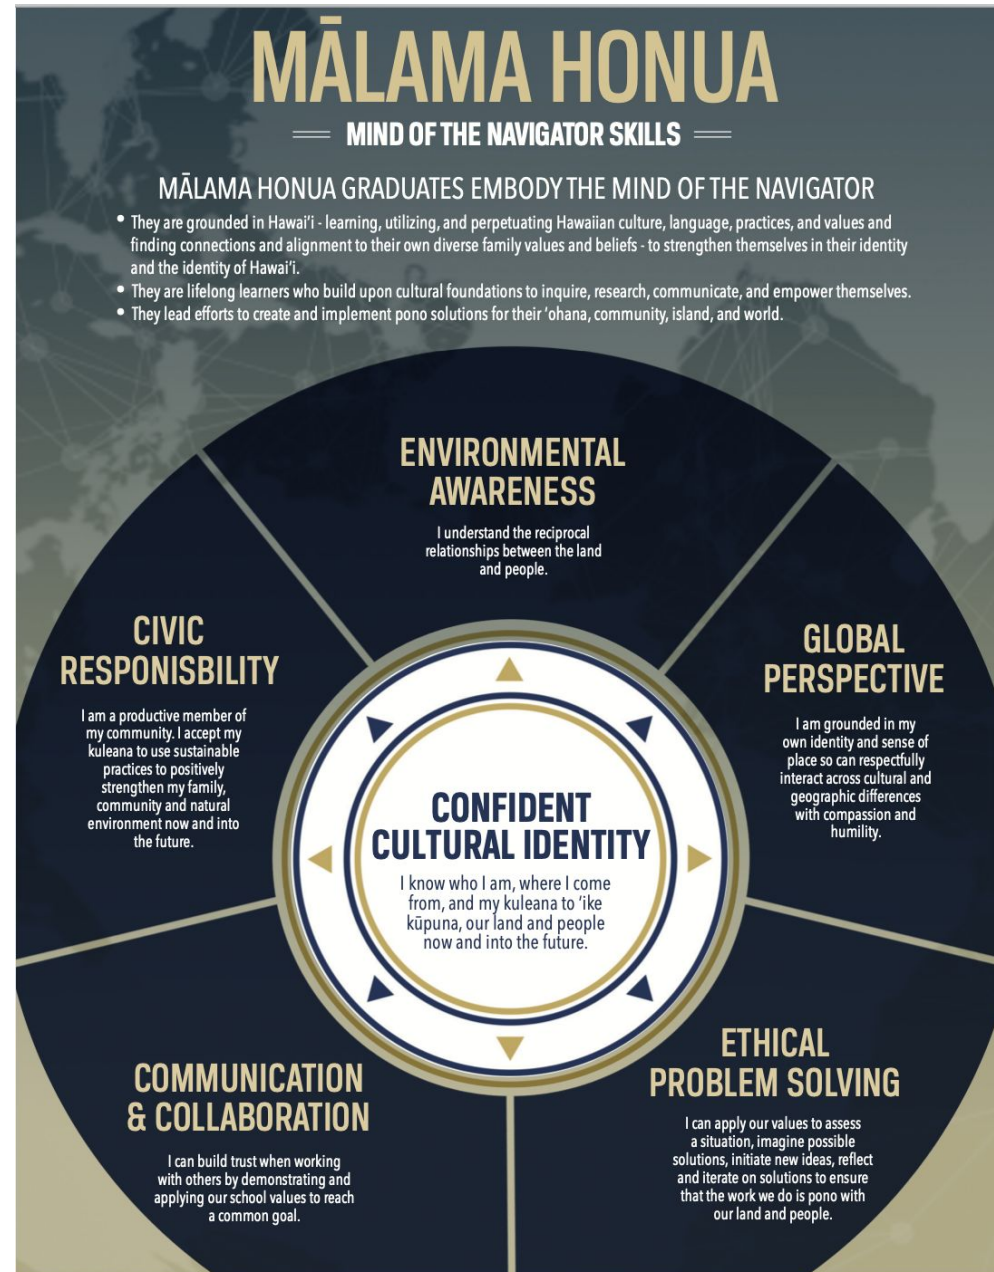 MĀLAMA HONUA
MIND OF THE NAVIGATOR SKILLS
MĀLAMA HONUA GRADUATES EMBODY THE MIND OF THE NAVIGATOR
• They are grounded in Hawai‘i - learning, utilizing, and perpetuating Hawaiian culture, language, practices, and values and
finding connections and alignment to their own diverse family values and beliefs - to strengthen themselves in their identity
and the identity of Hawai‘i.
• They are lifelong learners who build upon cultural foundations to inquire, research, communicate, and empower themselves.
• They lead efforts to create and implement pono solutions for their ‘ohana, community, island, and world.
ENVIRONMENTAL
AWARENESS
I understand the reciprocal
relationships between the land
and people.
CIVIC
RESPONISBILITY
I am a productive member of
my community. I accept my
kuleana to use sustainable
practices to positively
strengthen my family,
community and natural
environment now and into
the future.
GLOBAL
PERSPECTIVE
I am grounded in my
own identity and sense of
place so can respectfully
interact across cultural and
geographic differences
with compassion and
humility.
CONFIDENT
CULTURAL IDENTITY
I know who I am, where I come
from, and my kuleana to ‘ike
kūpuna, our land and people
now and into the future.
COMMUNICATION
& COLLABORATION
I can build trust when working
with others by demonstrating and
applying our school values to reach
a common goal.
ETHICAL
PROBLEM SOLVING
I can apply our values to assess
a situation, imagine possible
solutions, initiate new ideas, reflect
and iterate on solutions to ensure
that the work we do is pono with
our land and people.